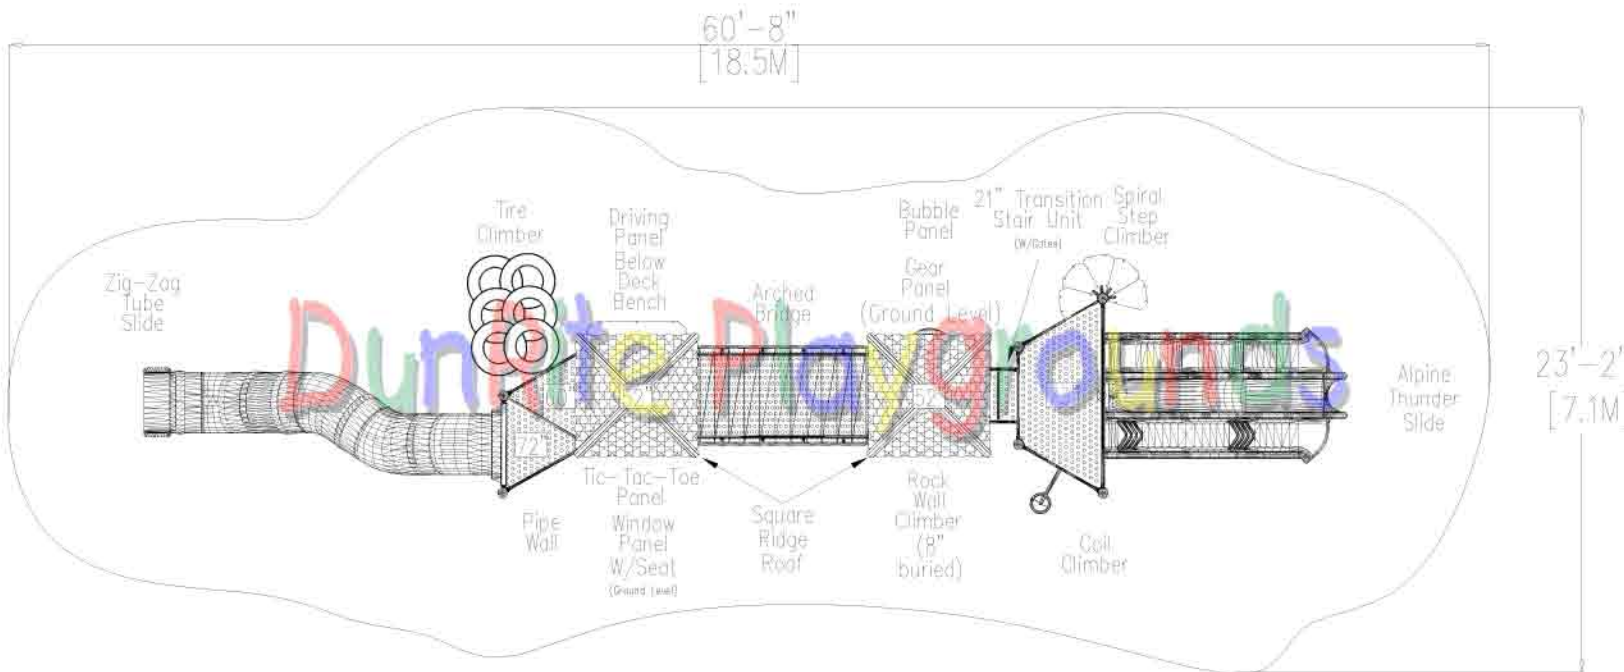 60'-8"
[18.5M]
Tire
Climber
Driving
Panel
Below
Deck
Bench
Bubble
Panel
Gear
Panel
(Ground Level)
21" Transition
Stair Unit
(W/Gates)
Spiral
Step
Climber
Zig-Zag
Tube
Slide
Arched
Bridge
DunRite Playgrounds
23'-2"
[7.1M
Alpine
Thunder
Slide
72"
Tic-Tac-Toe
Panel
Window
Panel
W/Seat
(Ground Level)
Pipe
Wall
Square
Ridge
Roof
Rock
Wall
Climber
(8"
buried)
Coil
Climber